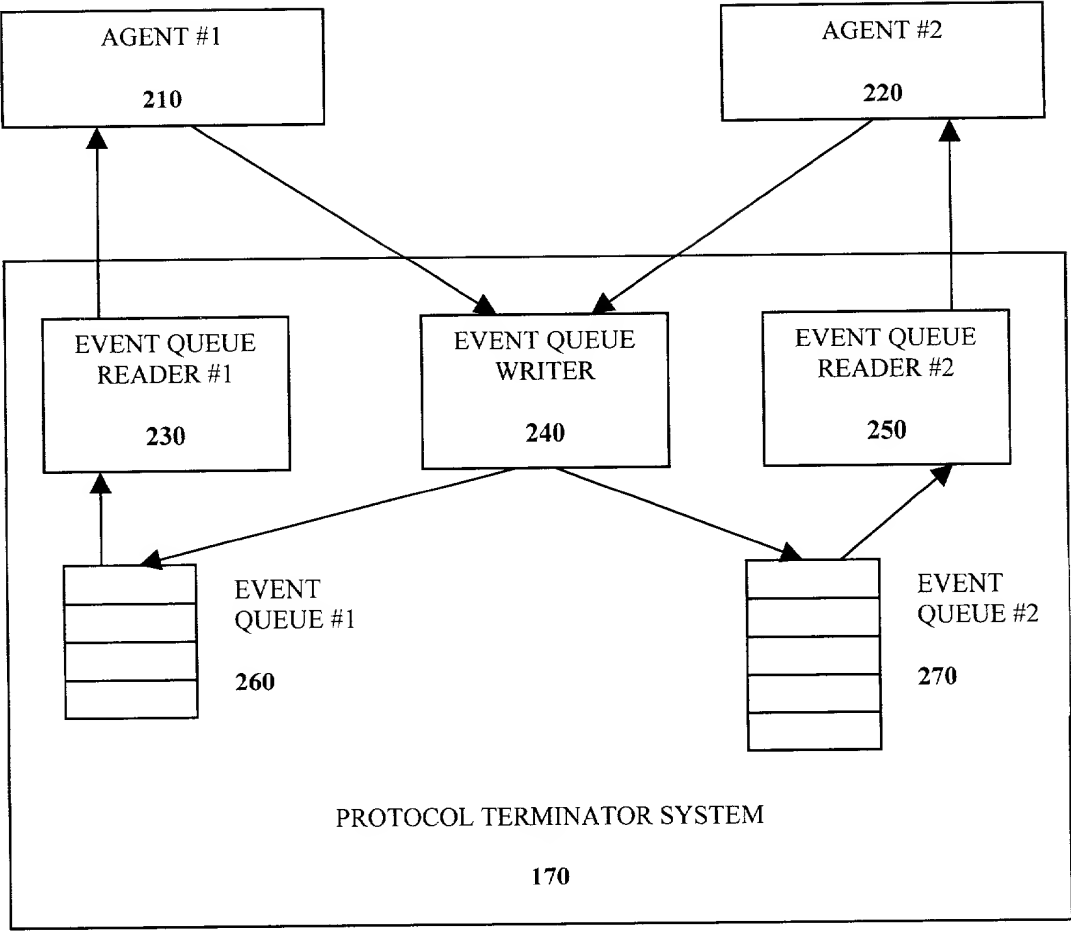 AGENT #1
210
AGENT #2
220
EVENT QUEUE
READER #1
230
EVENT QUEUE
WRITER
240
EVENT QUEUE
READER #2
250
EVENT
QUEUE #1
260
EVENT
QUEUE #2
270
PROTOCOL TERMINATOR SYSTEM
170